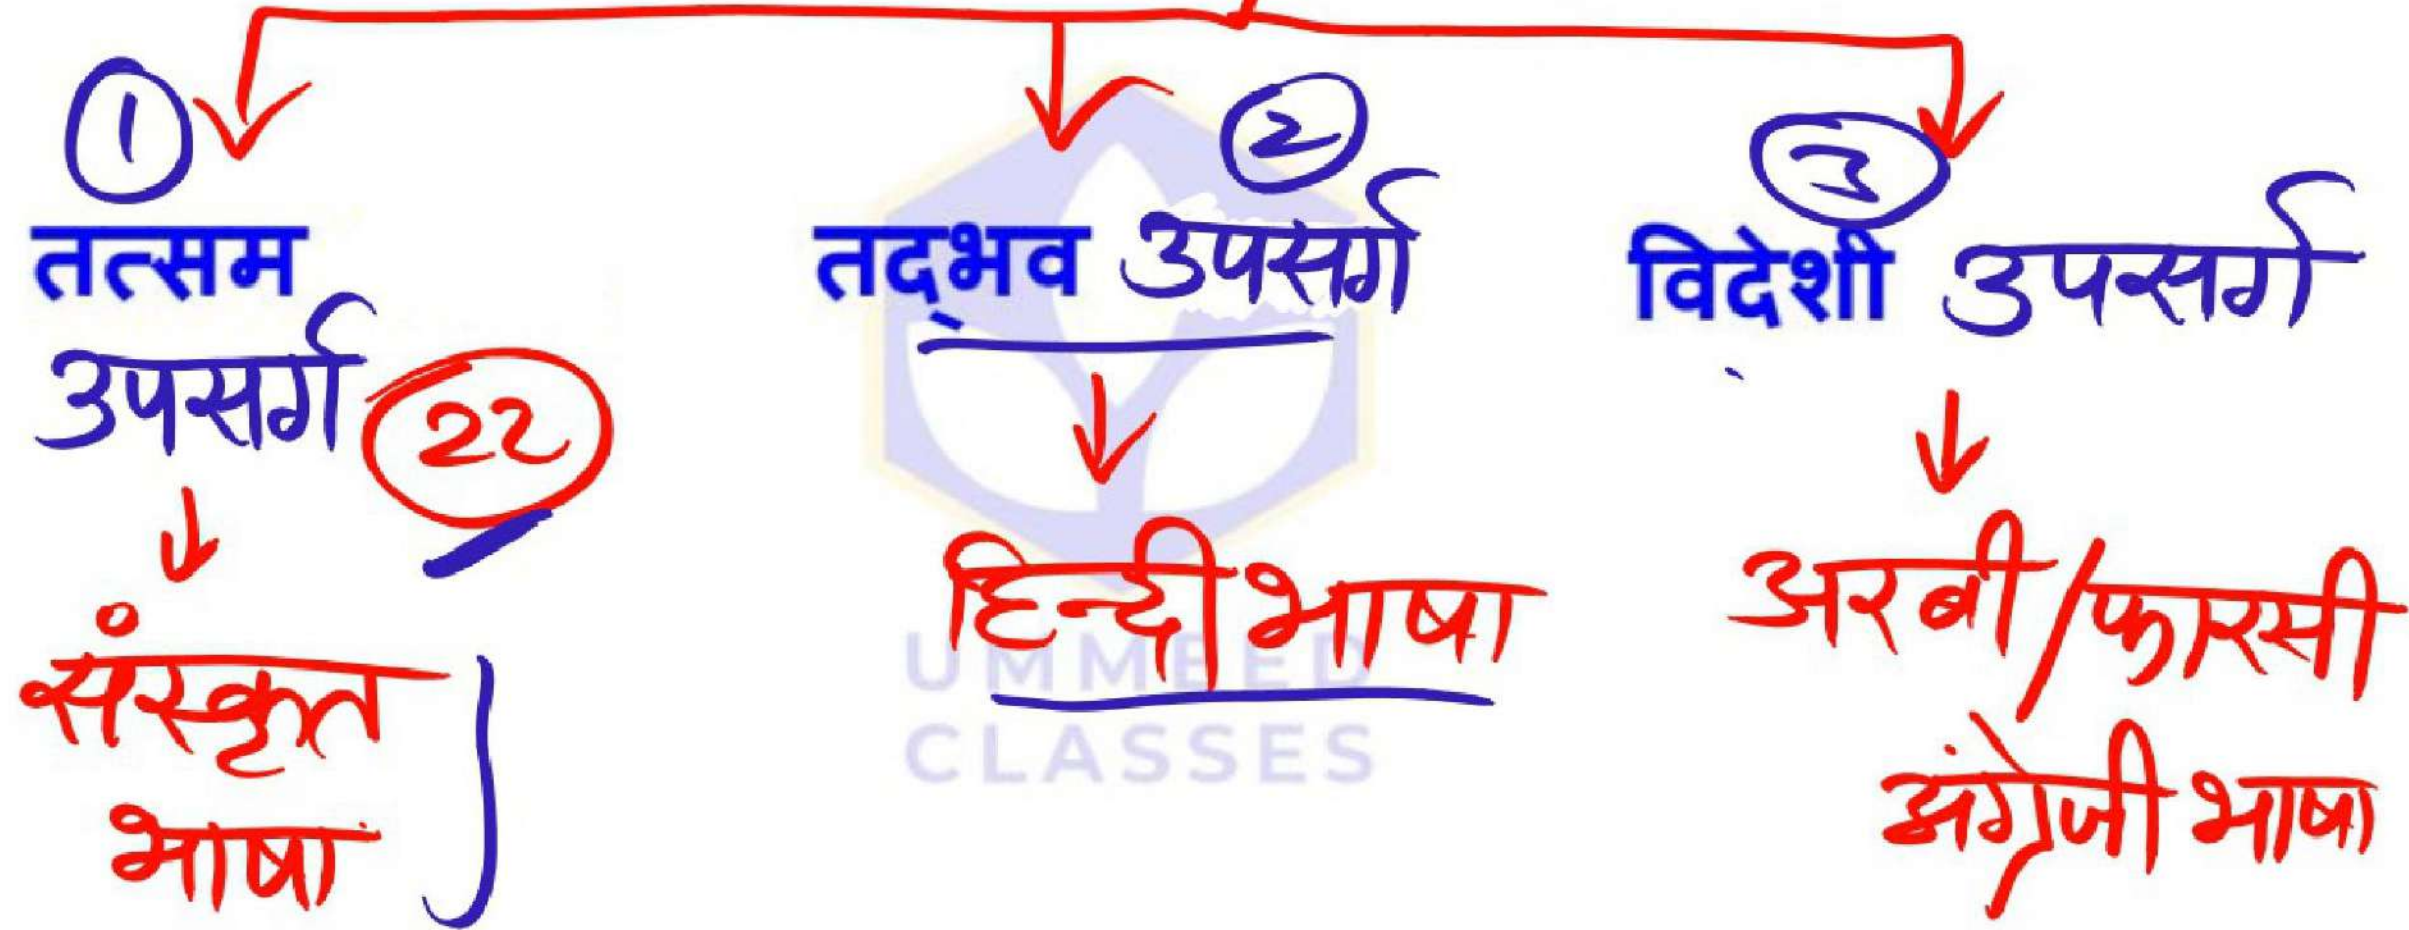 1
तत्सम
उपसर्ग 22
संस्कृत
भाषा
2
तद्भव उपसर्ग
हिन्दी भाषा
3
विदेशी उपसर्ग
अरबी/फारसी
अंग्रेजी भाषा
UMMEED
CLASSES